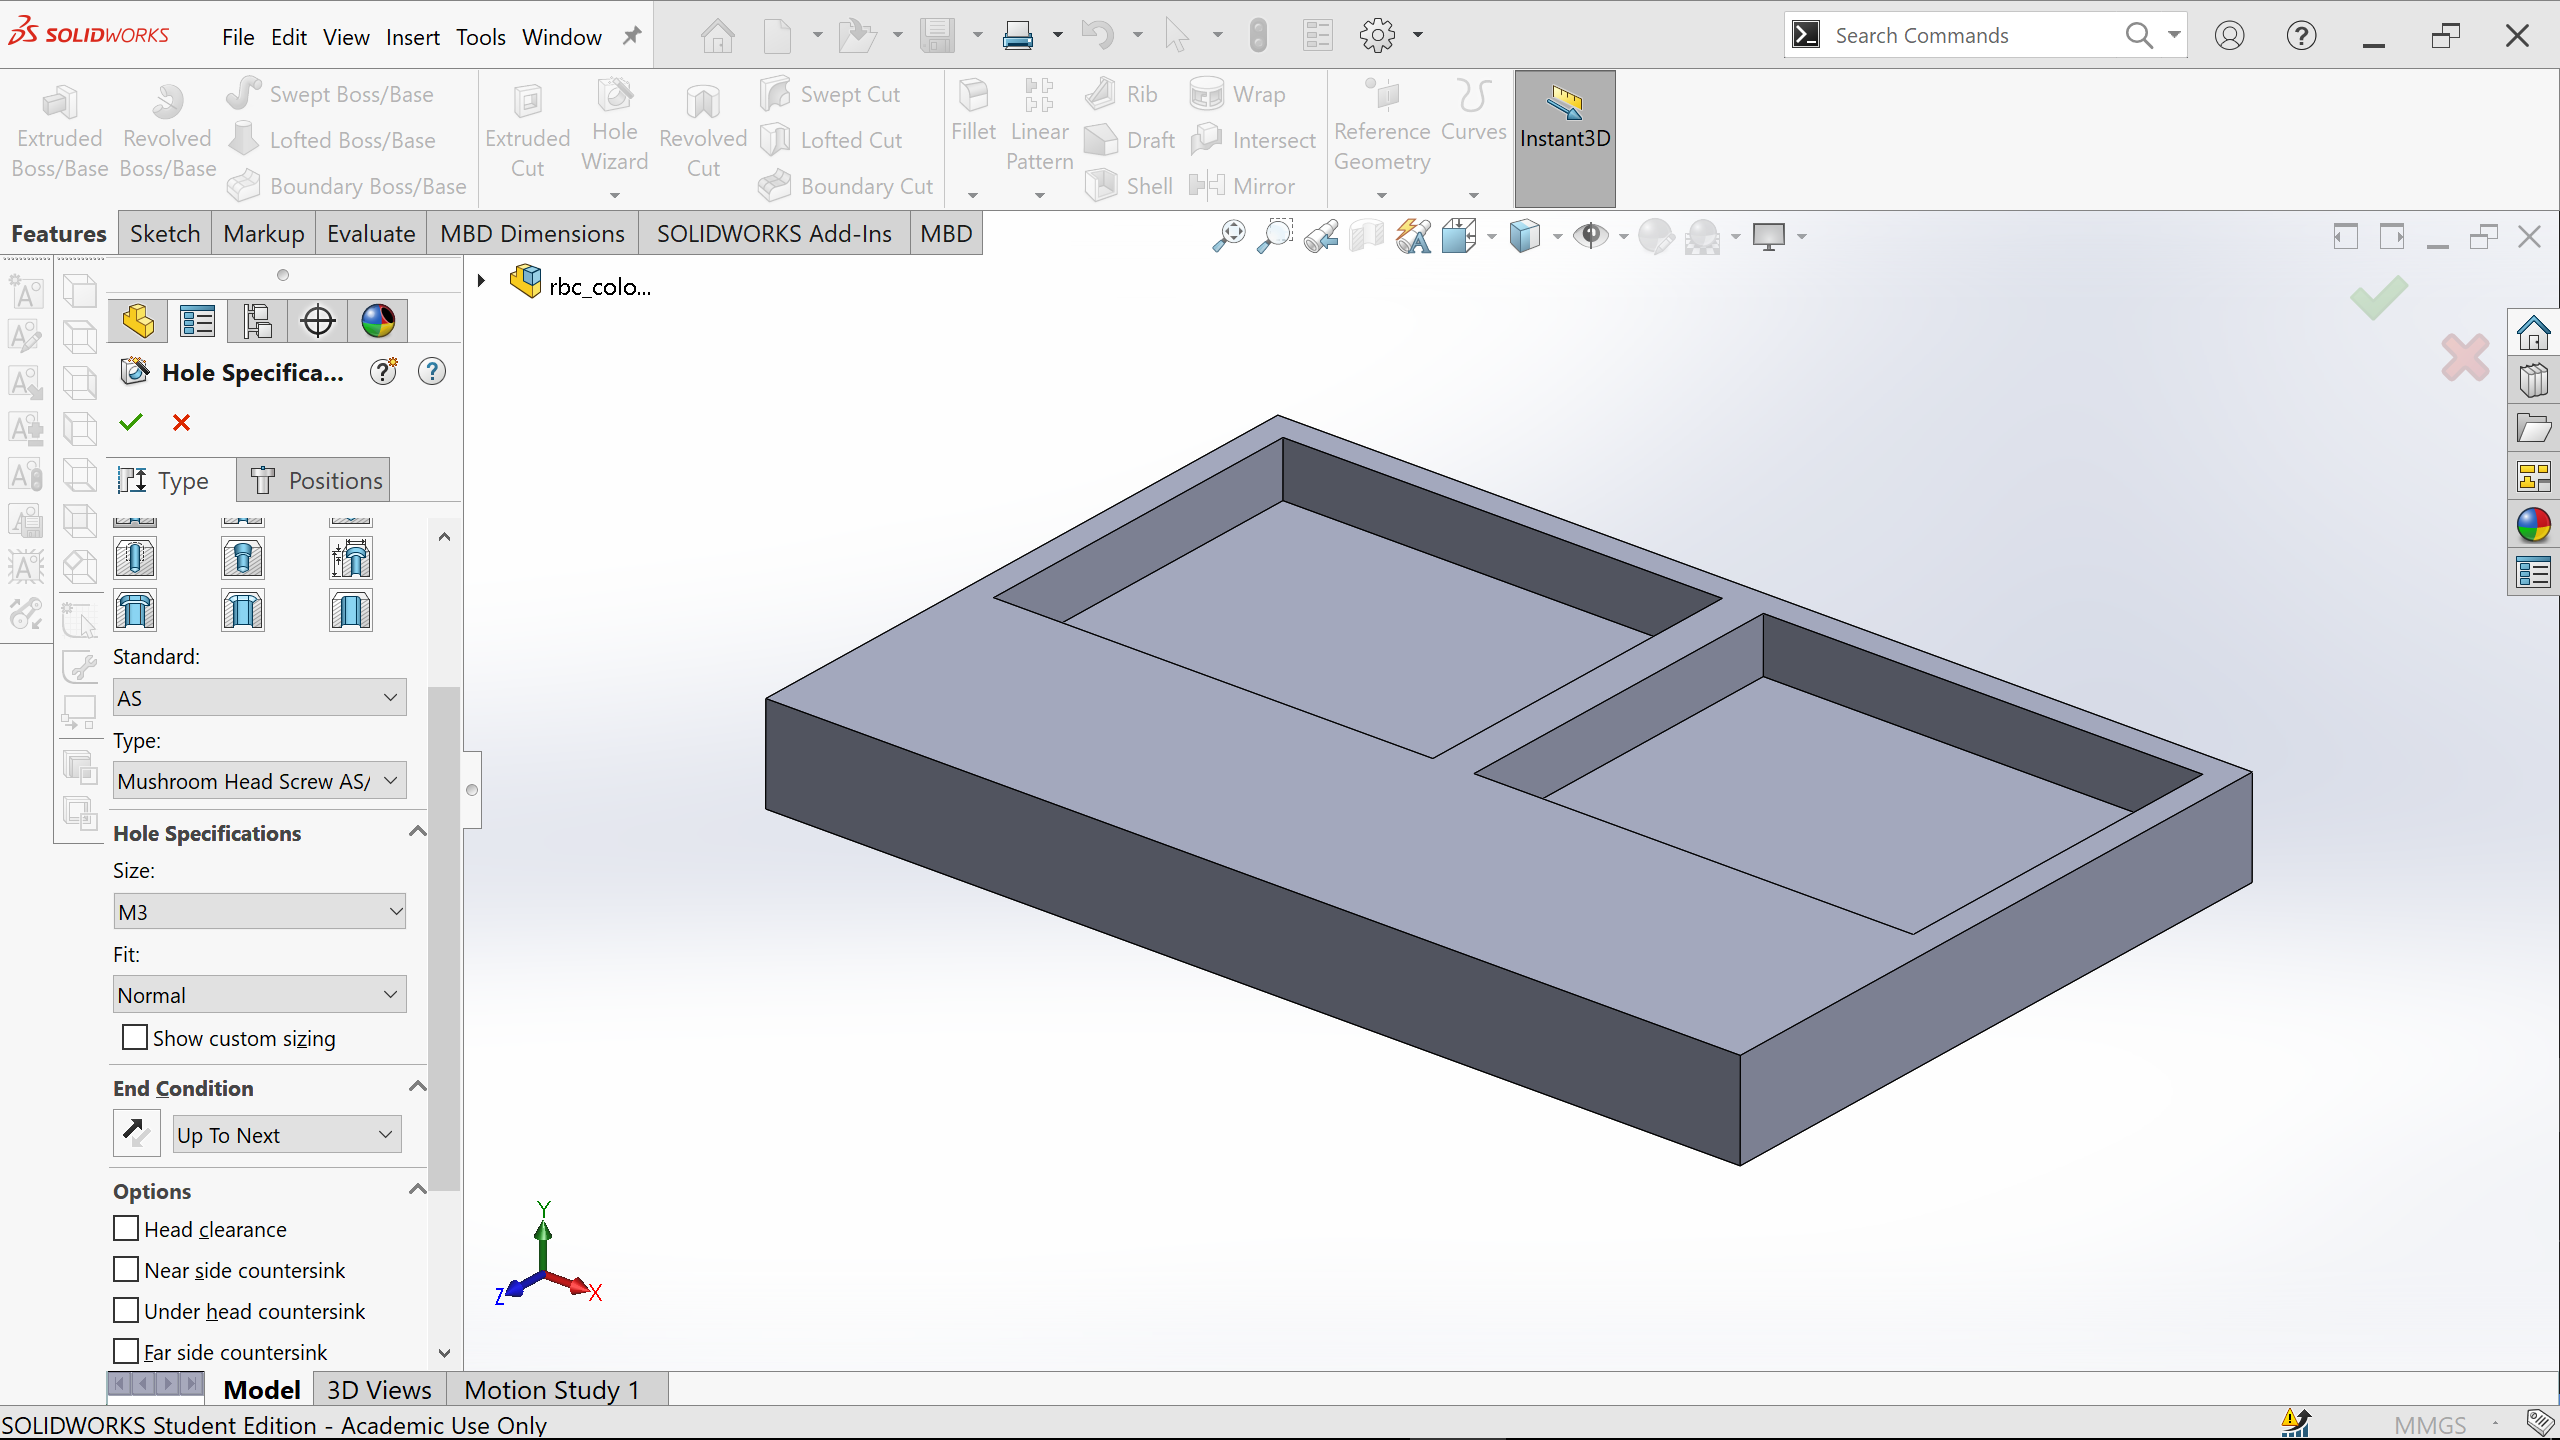 SOLIDWORKS File Edit View Insert Tools Window Search Commands
Extruded Boss/Base Revolved Boss/Base Swept Boss/Base Lofted Boss/Base Boundary Boss/Base Extruded Cut Hole Wizard Revolved Cut Swept Cut Lofted Cut Boundary Cut Fillet Linear Pattern Rib Draft Shell Wrap Intersect Mirror Reference Geometry Curves Instant3D
Features Sketch Markup Evaluate MBD Dimensions SOLIDWORKS Add-Ins MBD
rbc_colo...
Hole Specifica...
Type Positions
Standard:
AS
Type:
Mushroom Head Screw AS/
Hole Specifications
Size:
M3
Fit:
Normal
Show custom sizing
End Condition
Up To Next
Options
Head clearance
Near side countersink
Under head countersink
Far side countersink
Y
Z X
Model 3D Views Motion Study 1
SOLIDWORKS Student Edition - Academic Use Only MMGS